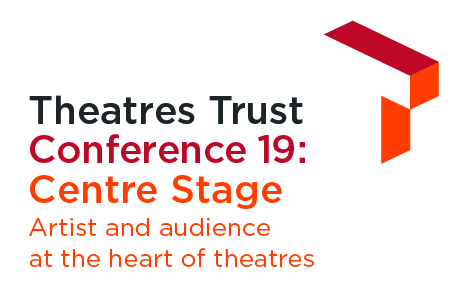 Theatres Trust
Conference 19:
Centre Stage
Artist and audience
at the heart of theatres